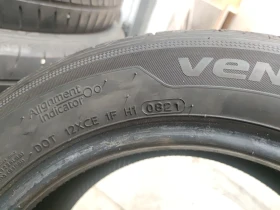 ven
Alignment
Indicator
DOT 12XCE 1F H1 0821